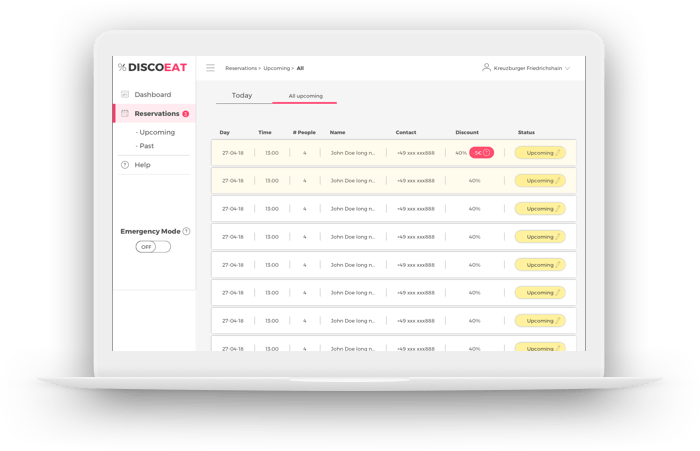 % DISCOEAT
Reservations > Upcoming > All
Kreuzburger Friedrichshain
Dashboard
Reservations 2
- Upcoming
- Past
? Help
Emergency Mode ?
OFF
Today
All upcoming
Day Time # People Name Contact Discount Status
27-04-18 13:00 4 John Doe long n... +49 xxx xxx888 40% 5€ ? Upcoming
27-04-18 13:00 4 John Doe long n... +49 xxx xxx888 40% Upcoming
27-04-18 13:00 4 John Doe long n... +49 xxx xxx888 40% Upcoming
27-04-18 13:00 4 John Doe long n... +49 xxx xxx888 40% Upcoming
27-04-18 13:00 4 John Doe long n... +49 xxx xxx888 40% Upcoming
27-04-18 13:00 4 John Doe long n... +49 xxx xxx888 40% Upcoming
27-04-18 13:00 4 John Doe long n... +49 xxx xxx888 40% Upcoming
27-04-18 13:00 4 John Doe long n... +49 xxx xxx888 40% Upcoming